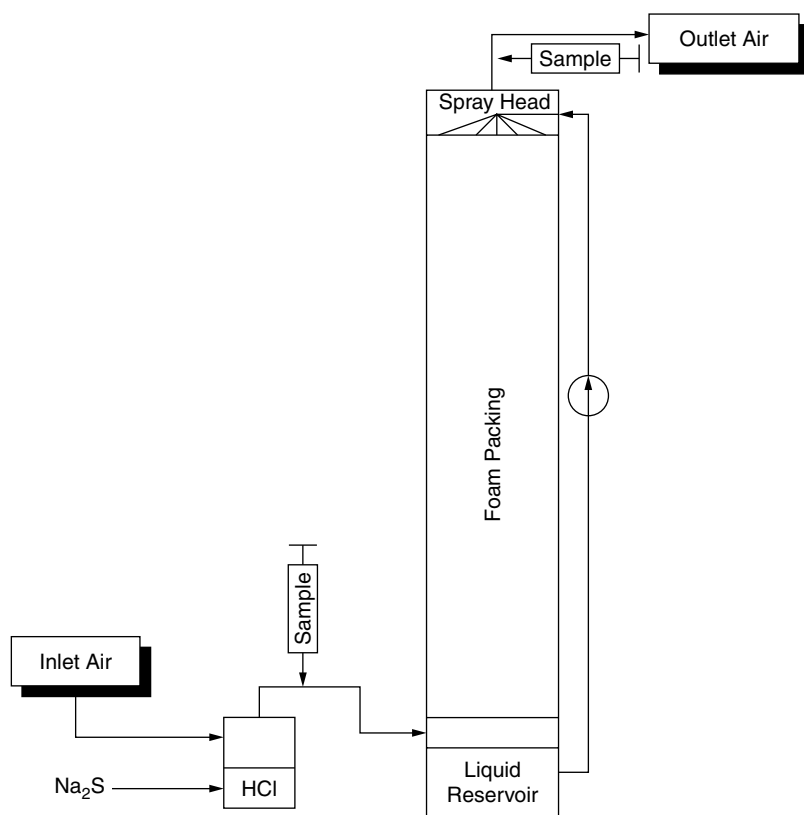 Outlet Air
Sample
Spray Head
Foam Packing
Sample
Inlet Air
Na₂S
HCl
Liquid
Reservoir